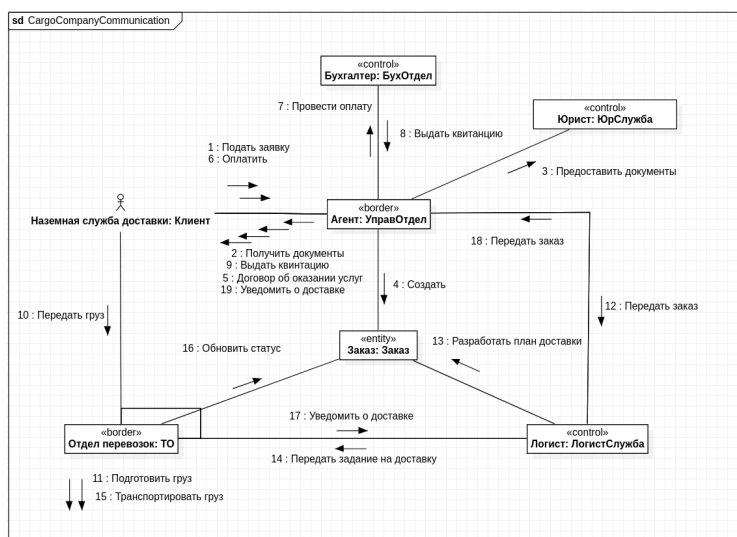 sd CargoCompanyCommunication
«control»
Бухгалтер: БухОтдел
7 : Провести оплату
8 : Выдать квитанцию
«control»
Юрист: ЮрСлужба
1 : Подать заявку
6 : Оплатить
3 : Предоставить документы
Наземная служба доставки: Клиент
«border»
Агент: УправОтдел
2 : Получить документы
9 : Выдать квинтацию
5 : Договор об оказании услуг
19 : Уведомить о доставке
18 : Передать заказ
4 : Создать
10 : Передать груз
12 : Передать заказ
«entity»
Заказ: Заказ
16 : Обновить статус
13 : Разработать план доставки
17 : Уведомить о доставке
«border»
Отдел перевозок: ТО
«control»
Логист: ЛогистСлужба
14 : Передать задание на доставку
11 : Подготовить груз
15 : Транспортировать груз